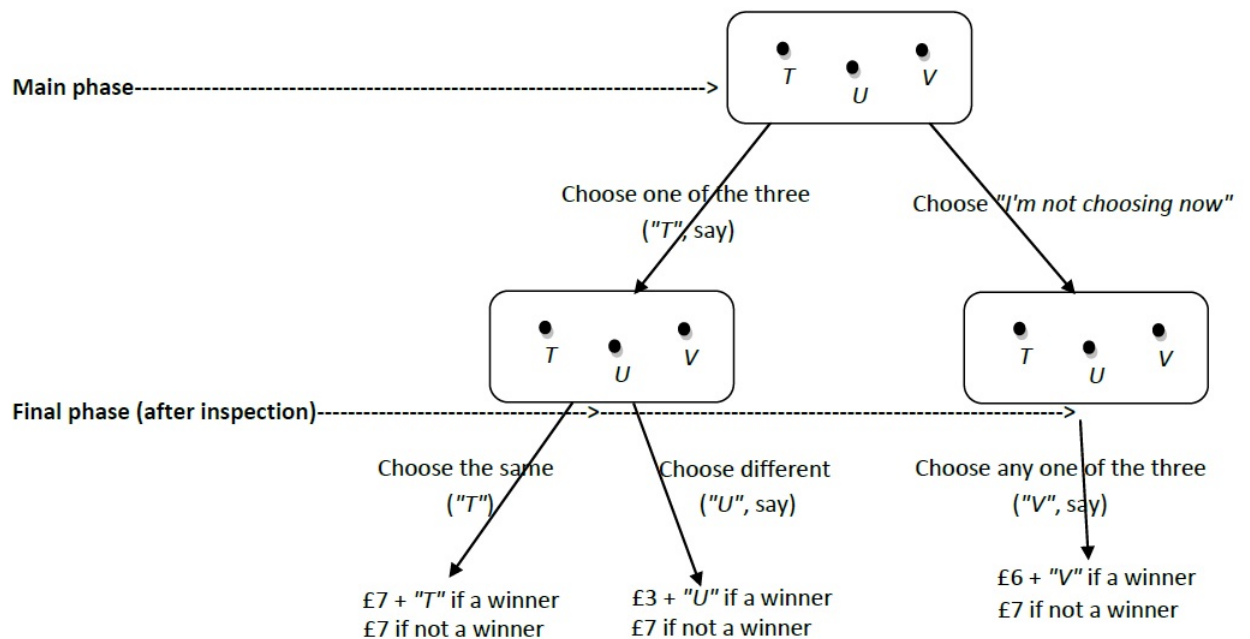 T
U
V
Main phase-------------------------------------------------------------------->
Choose one of the three
("T", say)
Choose "I'm not choosing now"
T
U
V
T
U
V
Final phase (after inspection)-------------------------------->------------------------------------------------------->
Choose the same
("T")
Choose different
("U", say)
Choose any one of the three
("V", say)
£7 + "T" if a winner
£7 if not a winner
£3 + "U" if a winner
£7 if not a winner
£6 + "V" if a winner
£7 if not a winner